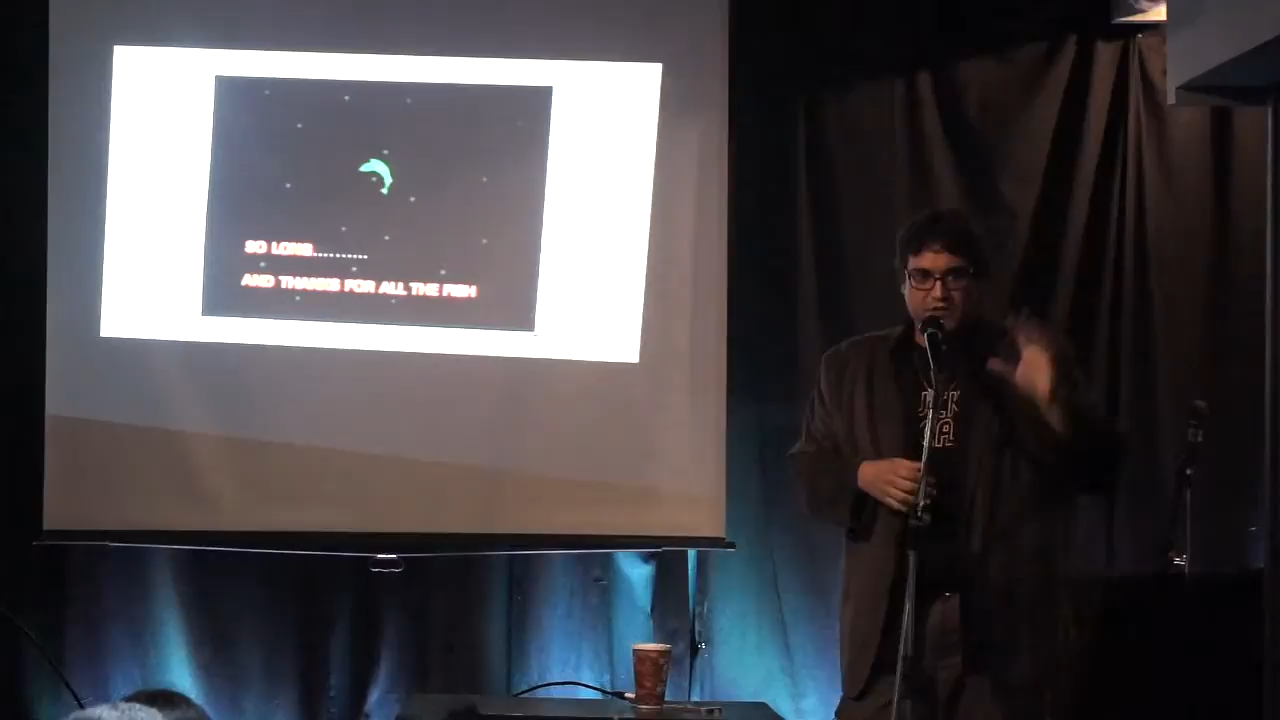 SO LONG..........
AND THANKS FOR ALL THE FISH